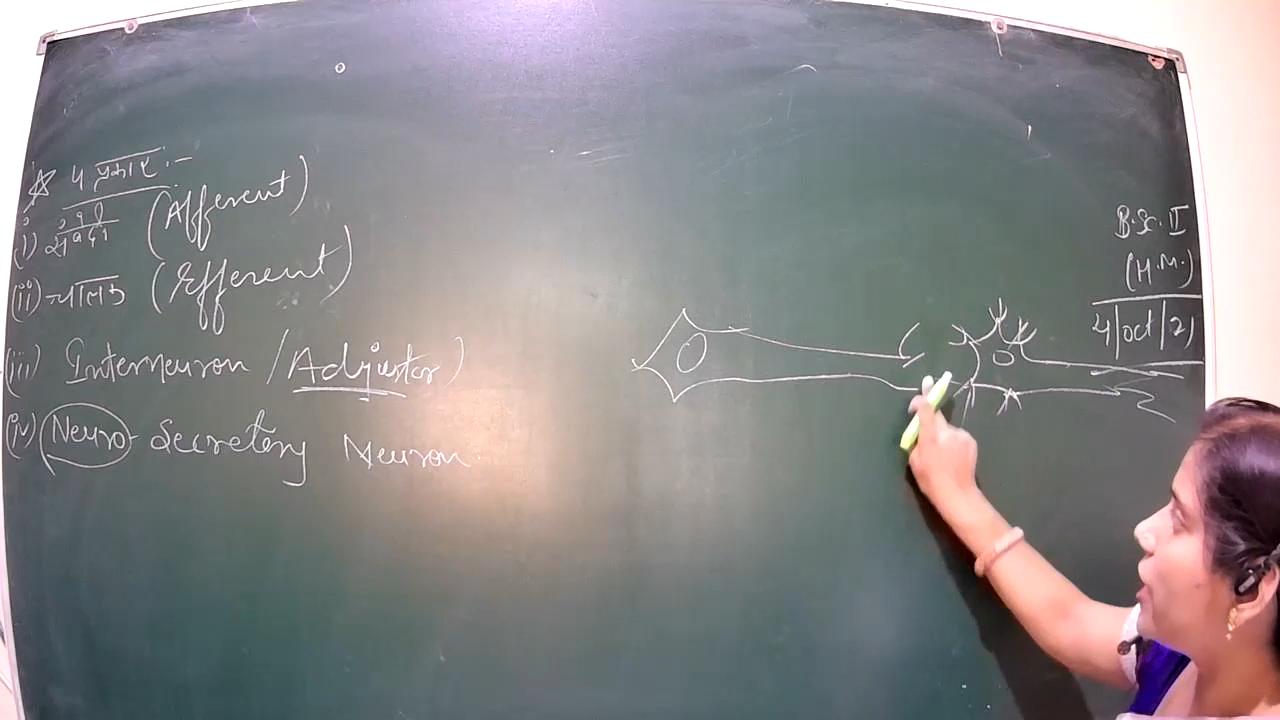 ☆ 4 प्रकार :-
(i) संवेदी (Afferent)
(ii) चालक (Efferent)
(iii) Interneuron / Adjustor)
(iv) Neuro-Secretory Neuron.
B.Sc. II
(H.M.)
4/oct/21